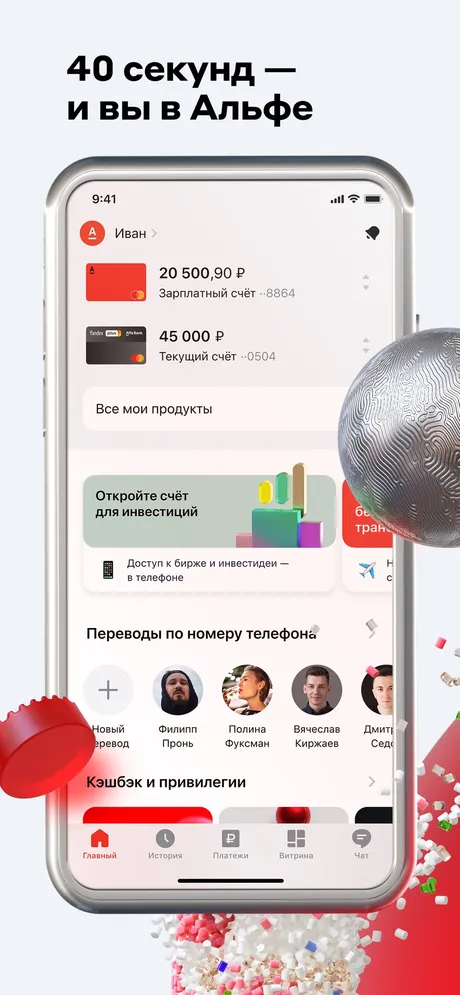 40 секунд —
и вы в Альфе
9:41
А
Иван
А
20 500,90 ₽
Зарплатный счёт ··8864
45 000 ₽
Текущий счёт ··0504
Все мои продукты
Откройте счёт
для инвестиций
Доступ к бирже и инвестидеи —
в телефоне
Переводы по номеру телефона
Новый
перевод
Филипп
Пронь
Полина
Фуксман
Вячеслав
Киржаев
Кэшбэк и привилегии
Главный
История
Платежи
Витрина
Чат